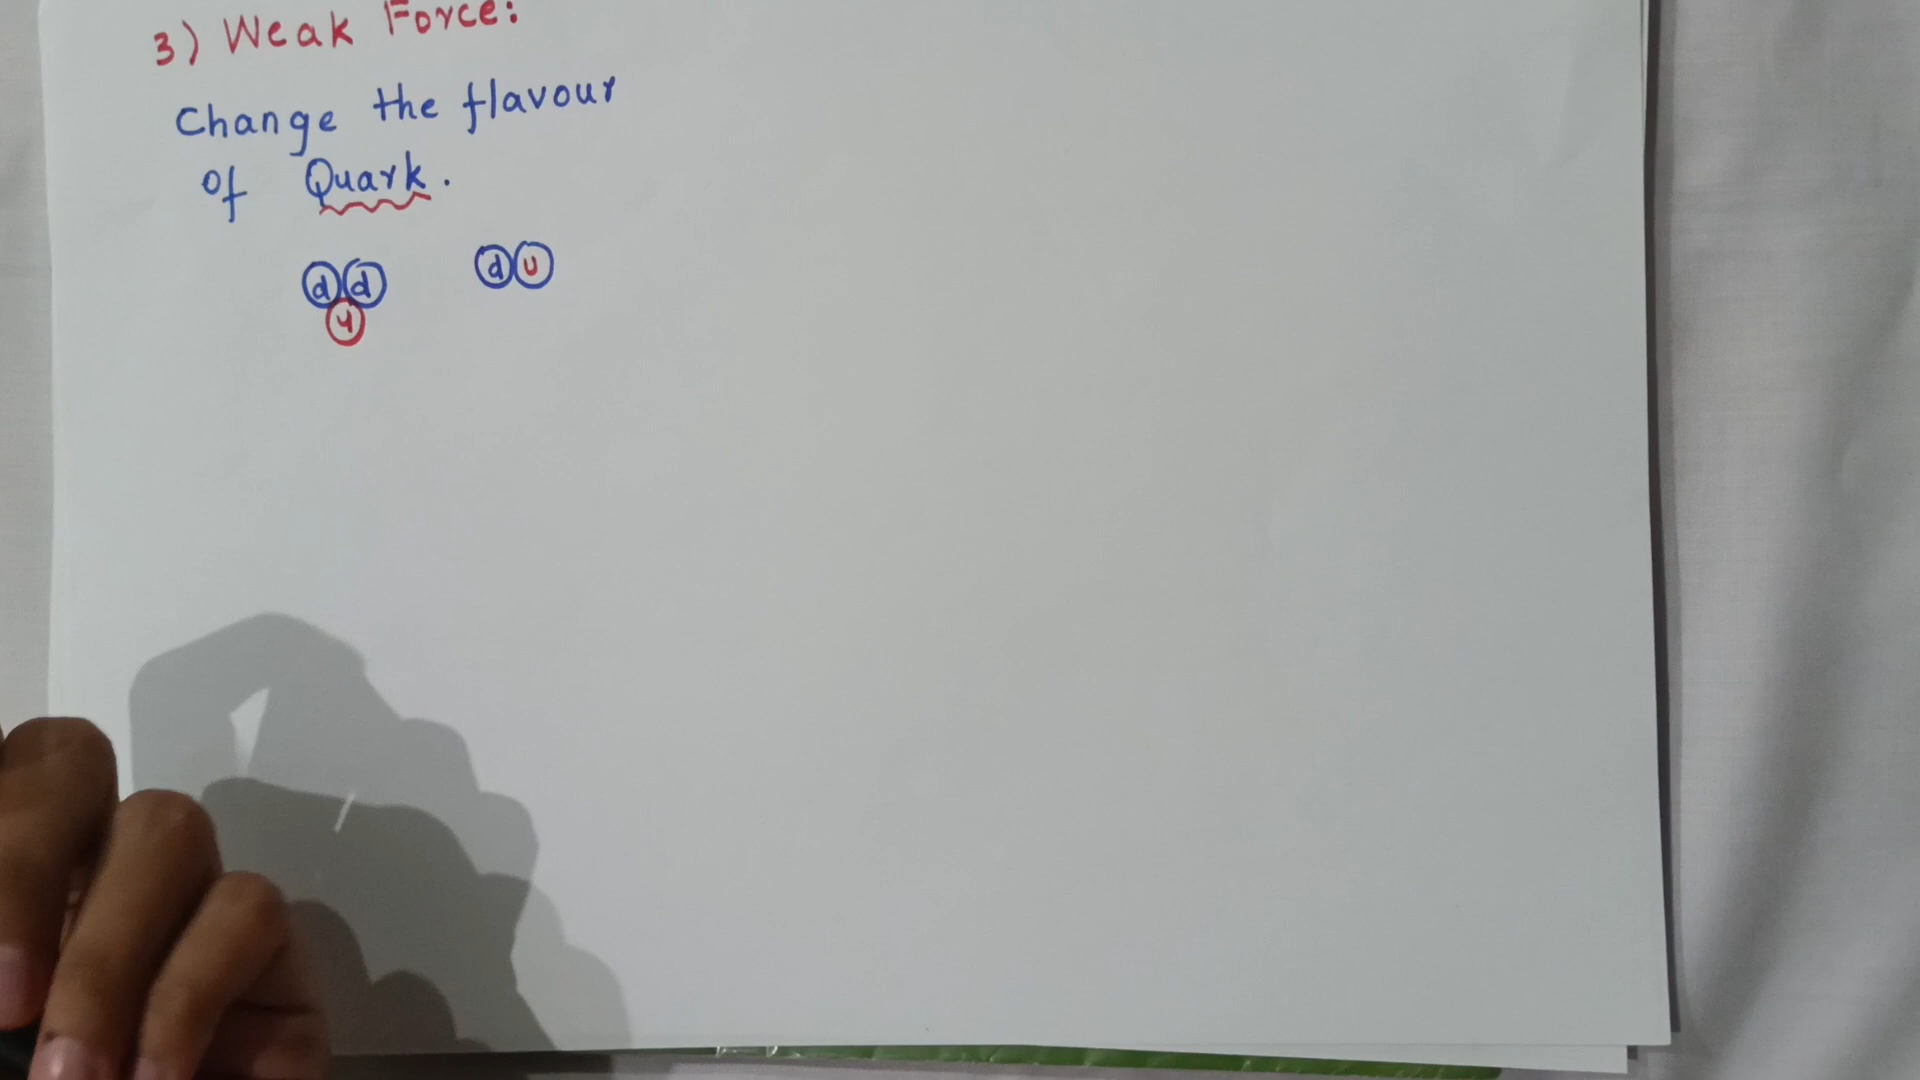 3) Weak Force:
Change the flavour
of Quark.
d d d u
u